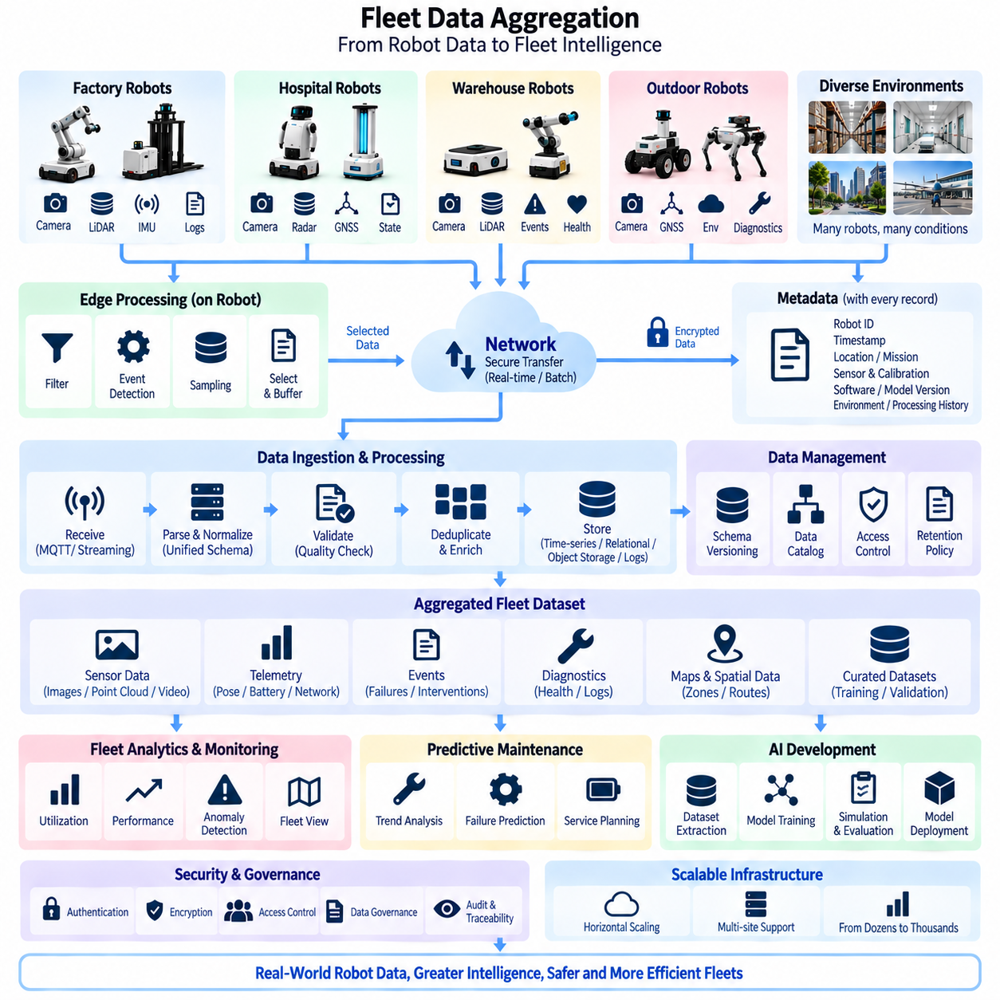 Fleet Data Aggregation
From Robot Data to Fleet Intelligence
Factory Robots
Camera
LiDAR
IMU
Logs
Hospital Robots
Camera
Radar
GNSS
State
Warehouse Robots
Camera
LiDAR
Events
Health
Outdoor Robots
Camera
GNSS
Env
Diagnostics
Diverse Environments
Many robots, many conditions
Edge Processing (on Robot)
Filter
Event
Detection
Sampling
Select
& Buffer
Selected
Data
Network
Secure Transfer
(Real-time / Batch)
Encrypted
Data
Metadata (with every record)
Robot ID
Timestamp
Location / Mission
Sensor & Calibration
Software / Model Version
Environment / Processing History
Data Ingestion & Processing
Receive
(MQTT/ Streaming)
Parse & Normalize
(Unified Schema)
Validate
(Quality Check)
Deduplicate
& Enrich
Store
(Time-series / Relational /
Object Storage / Logs)
Data Management
Schema
Versioning
Data
Catalog
Access
Control
Retention
Policy
Aggregated Fleet Dataset
Sensor Data
(Images / Point Cloud / Video)
Telemetry
(Pose / Battery / Network)
Events
(Failures / Interventions)
Diagnostics
(Health / Logs)
Maps & Spatial Data
(Zones / Routes)
Curated Datasets
(Training / Validation)
Fleet Analytics & Monitoring
Utilization
Performance
Anomaly
Detection
Fleet View
Predictive Maintenance
Trend Analysis
Failure Prediction
Service Planning
AI Development
Dataset
Extraction
Model Training
Simulation
& Evaluation
Model
Deployment
Security & Governance
Authentication
Encryption
Access Control
Data Governance
Audit &
Traceability
Scalable Infrastructure
Horizontal Scaling
Multi-site Support
From Dozens to Thousands
Real-World Robot Data, Greater Intelligence, Safer and More Efficient Fleets